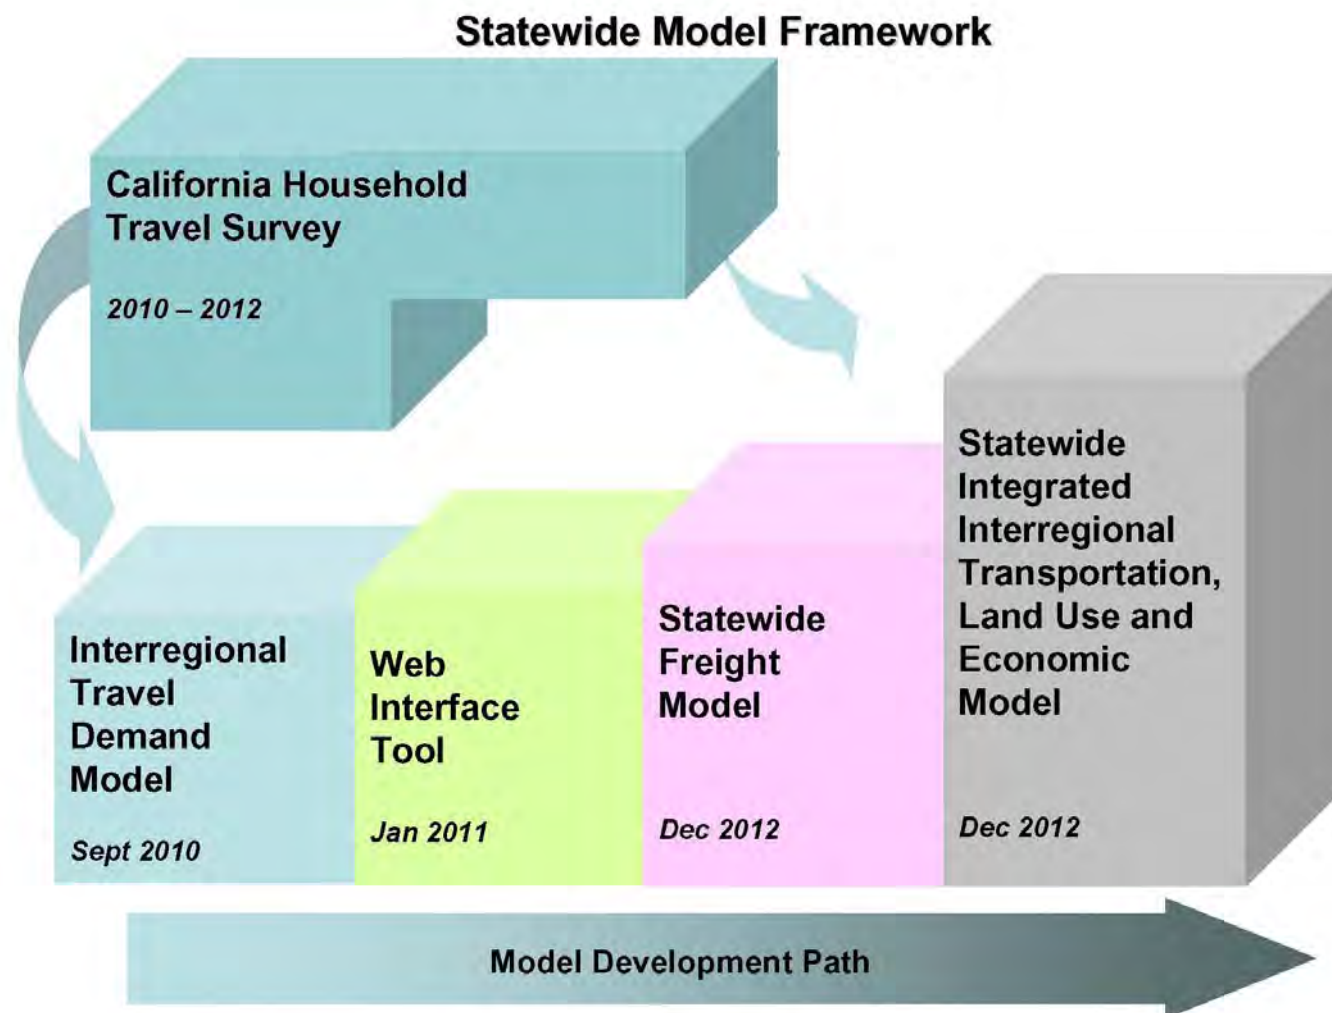 Statewide Model Framework
California Household
Travel Survey
2010 – 2012
Interregional
Travel
Demand
Model
Sept 2010
Web
Interface
Tool
Jan 2011
Statewide
Freight
Model
Dec 2012
Statewide
Integrated
Interregional
Transportation,
Land Use and
Economic
Model
Dec 2012
Model Development Path